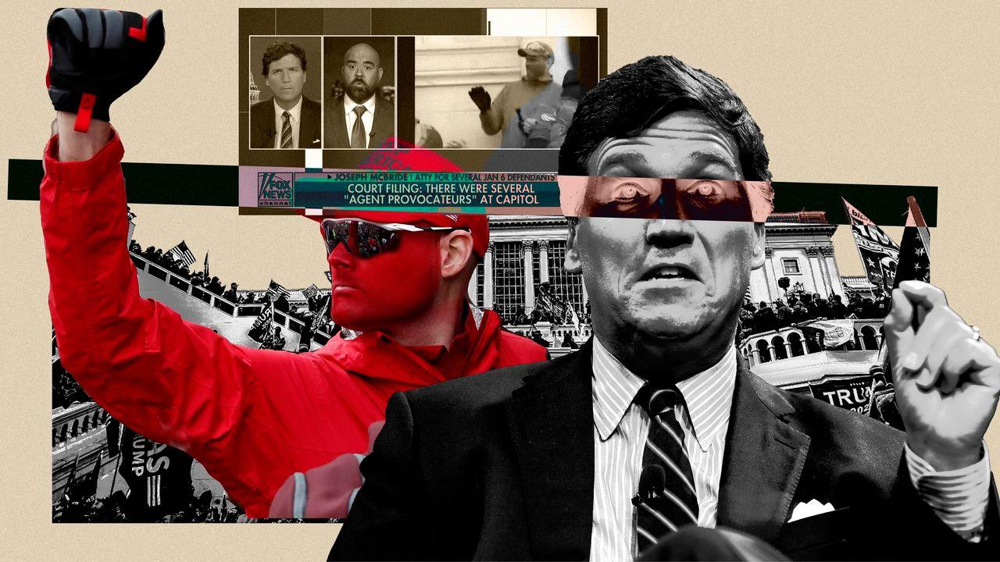 ▶ JOSEPH MCBRIDE | ATTY FOR SEVERAL JAN 6 DEFENDANTS
FOX
NEWS
channel
COURT FILING: THERE WERE SEVERAL
"AGENT PROVOCATEURS" AT CAPITOL
TRUM